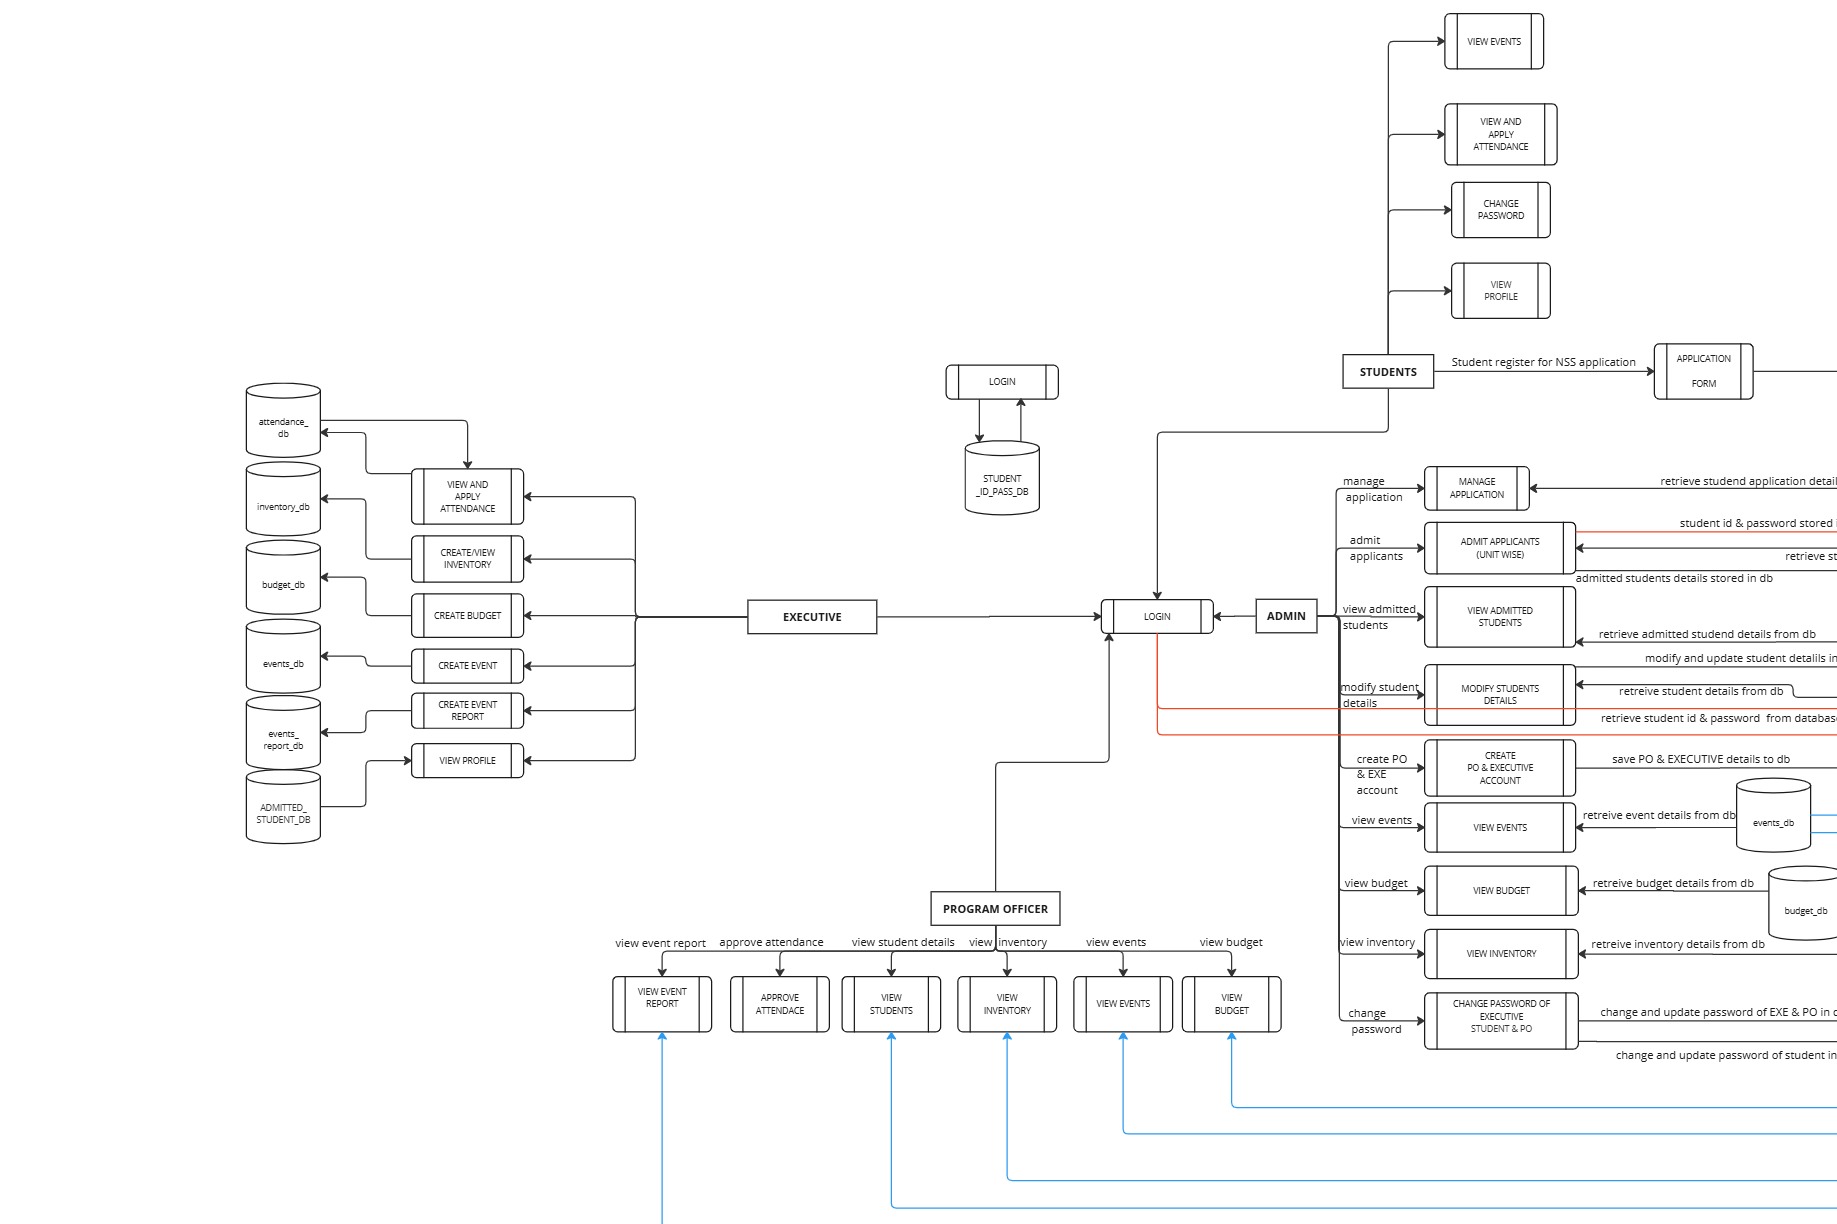 VIEW EVENTS
VIEW AND
APPLY
ATTENDANCE
CHANGE
PASSWORD
VIEW
PROFILE
STUDENTS
Student register for NSS application
APPLICATION
FORM
LOGIN
STUDENT
_ID_PASS_DB
attendance_
db
inventory_db
budget_db
events_db
events_
report_db
ADMITTED_
STUDENT_DB
VIEW AND
APPLY
ATTENDANCE
CREATE/VIEW
INVENTORY
CREATE BUDGET
CREATE EVENT
CREATE EVENT
REPORT
VIEW PROFILE
EXECUTIVE
LOGIN
ADMIN
manage
application
MANAGE
APPLICATION
retrieve studend application detail
admit
applicants
ADMIT APPLICANTS
(UNIT WISE)
student id & password stored i
retrieve st
admitted students details stored in db
view admitted
students
VIEW ADMITTED
STUDENTS
retrieve admitted studend details from db
modify student
details
MODIFY STUDENTS
DETAILS
modify and update student detalils in
retreive student details from db
retrieve student id & password  from databas
create PO
& EXE
account
CREATE
PO & EXECUTIVE
ACCOUNT
save PO & EXECUTIVE details to db
view events
VIEW EVENTS
retreive event details from db
events_db
view budget
VIEW BUDGET
retreive budget details from db
budget_db
view inventory
VIEW INVENTORY
retreive inventory details from db
change
password
CHANGE PASSWORD OF
EXECUTIVE
STUDENT & PO
change and update password of EXE & PO in
change and update password of student in
PROGRAM OFFICER
view event report
approve attendance
view student details
view inventory
view events
view budget
VIEW EVENT
REPORT
APPROVE
ATTENDACE
VIEW
STUDENTS
VIEW
INVENTORY
VIEW EVENTS
VIEW
BUDGET